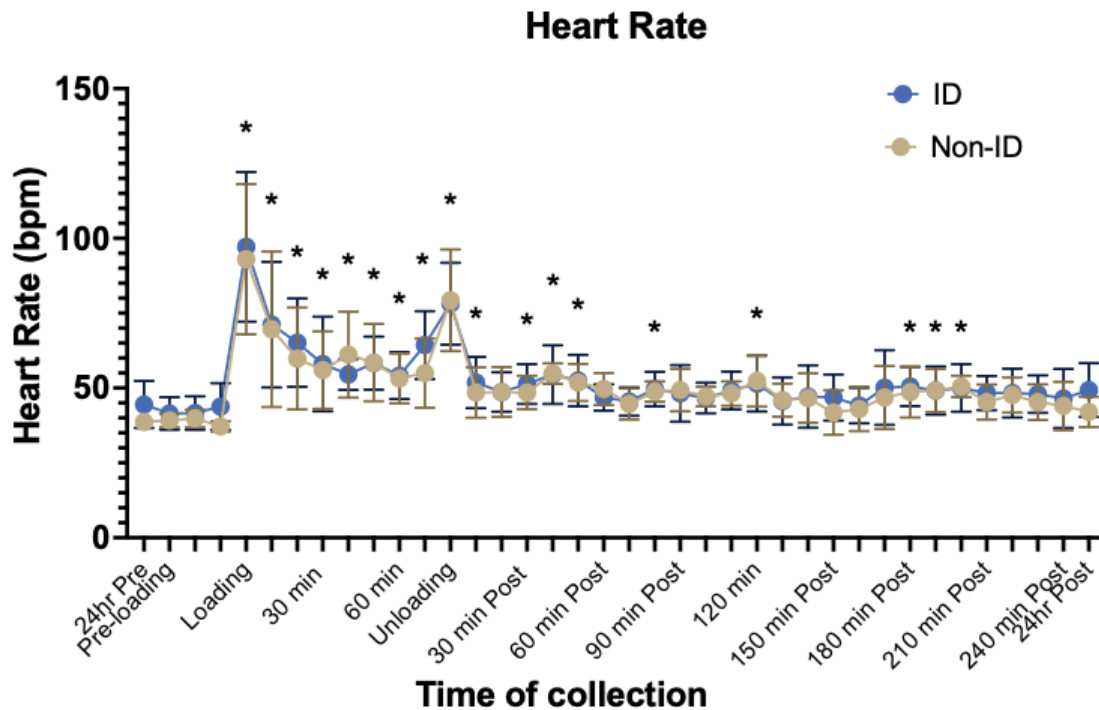 Heart Rate
ID
Non-ID
Heart Rate (bpm)
150
100
50
0
* * * * * * * * * * * * * * * * * *
24hr Pre
Pre-loading
Loading
30 min
60 min
Unloading
30 min Post
60 min Post
90 min Post
120 min
150 min Post
180 min Post
210 min Post
240 min Post
24hr Post
Time of collection